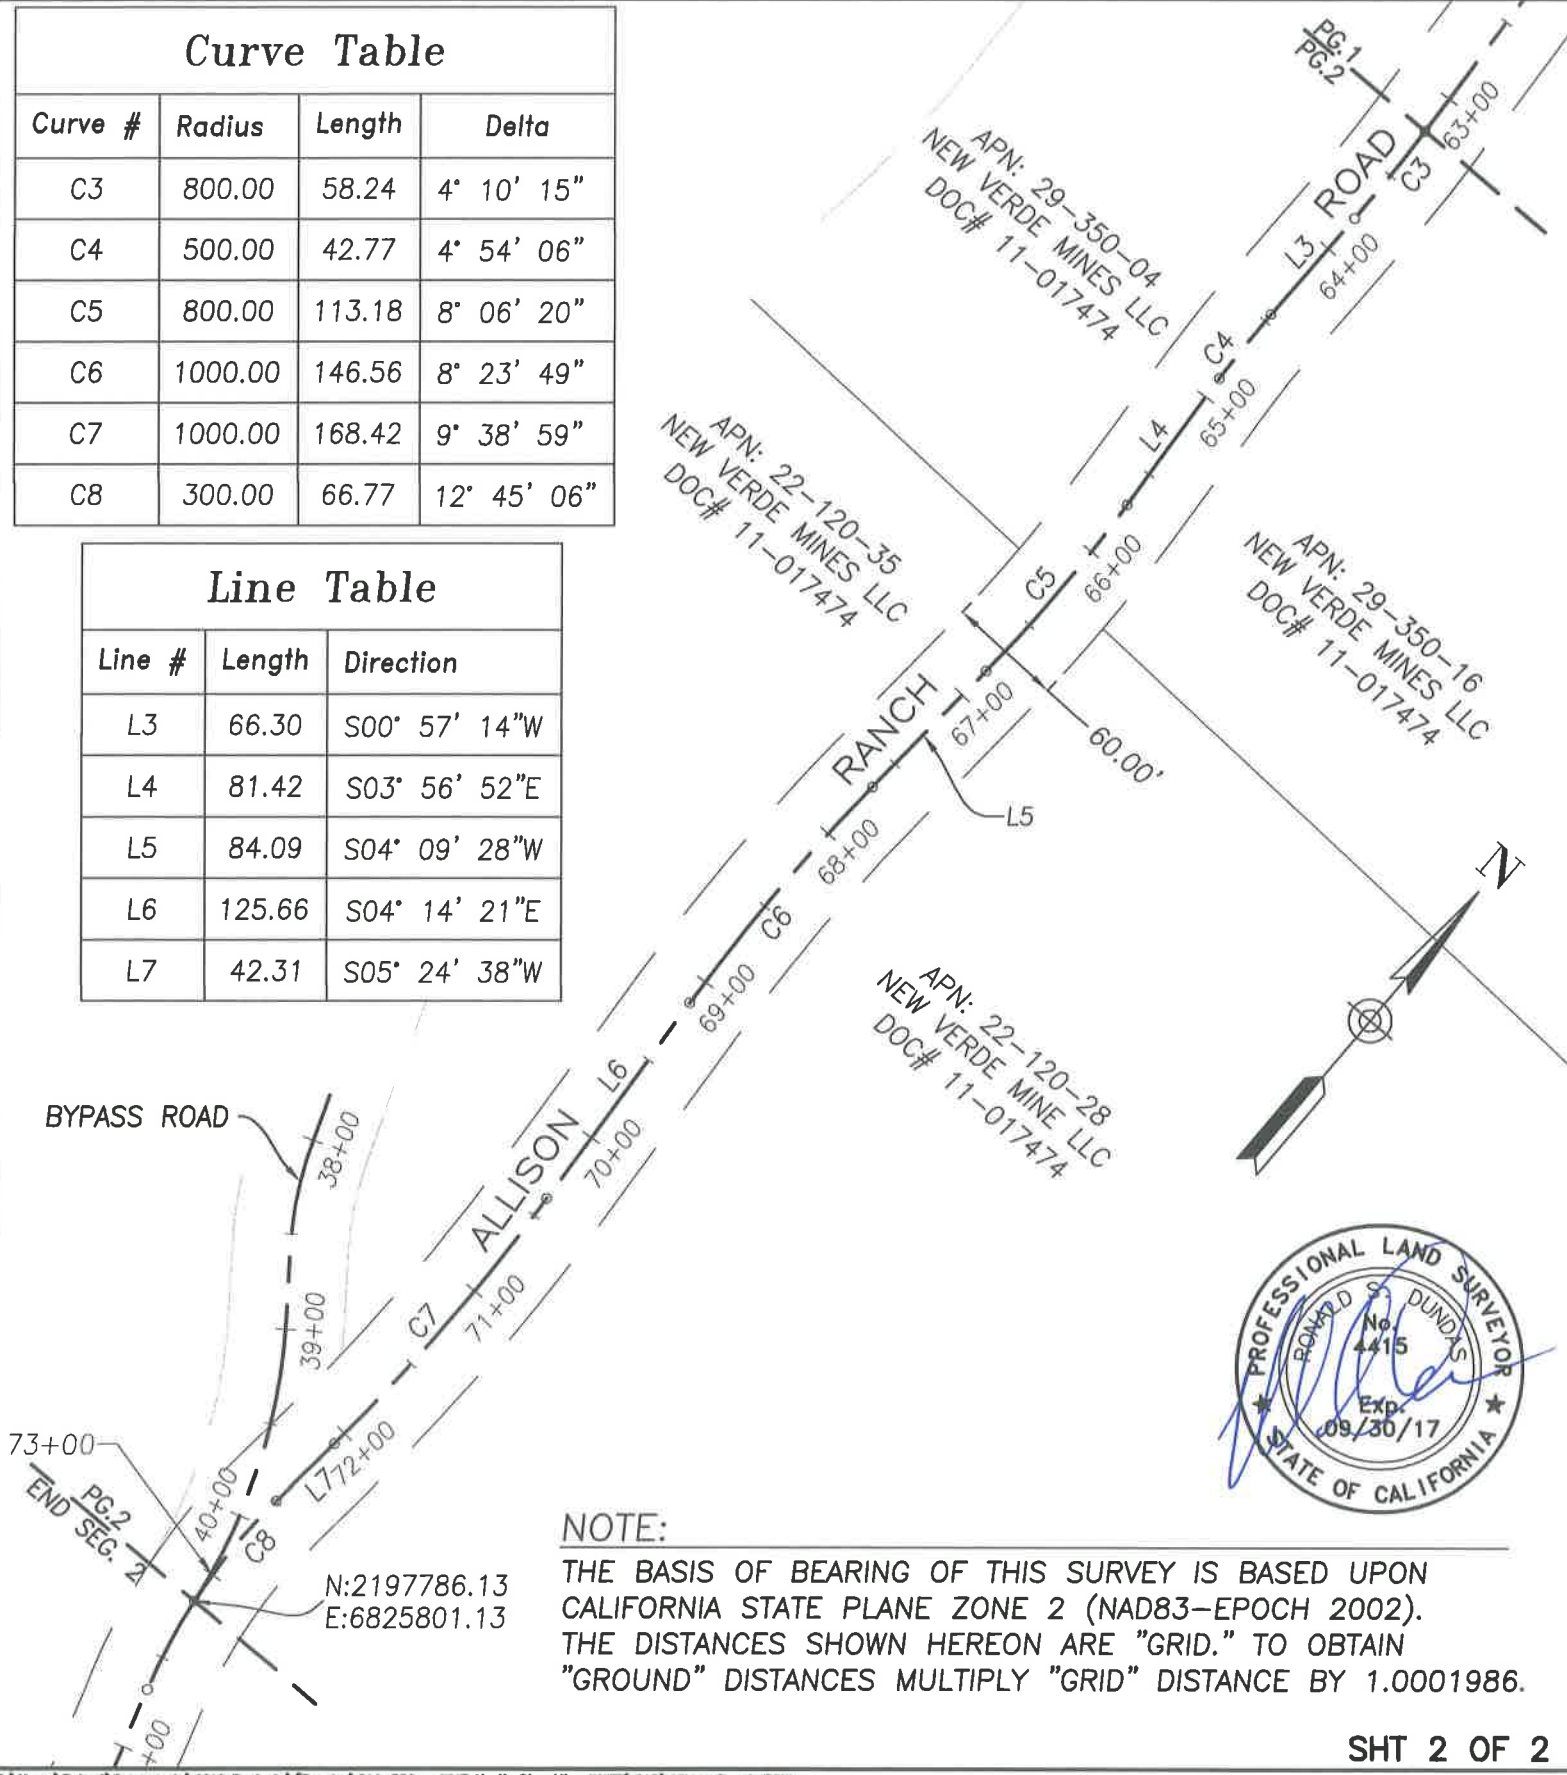 Curve Table
Curve # Radius Length Delta
C3 800.00 58.24 4° 10' 15"
C4 500.00 42.77 4° 54' 06"
C5 800.00 113.18 8° 06' 20"
C6 1000.00 146.56 8° 23' 49"
C7 1000.00 168.42 9° 38' 59"
C8 300.00 66.77 12° 45' 06"
Line Table
Line # Length Direction
L3 66.30 S00° 57' 14"W
L4 81.42 S03° 56' 52"E
L5 84.09 S04° 09' 28"W
L6 125.66 S04° 14' 21"E
L7 42.31 S05° 24' 38"W
PG.1
PG.2
63+00
C3
ROAD
L3
64+00
APN: 29-350-04
NEW VERDE MINES LLC
DOC# 11-017474
C4
65+00
L4
APN: 22-120-35
NEW VERDE MINES LLC
DOC# 11-017474
66+00
C5
APN: 29-350-16
NEW VERDE MINES LLC
DOC# 11-017474
RANCH
67+00
60.00'
L5
68+00
N
C6
69+00
APN: 22-120-28
NEW VERDE MINE LLC
DOC# 11-017474
L6
ALLISON
70+00
BYPASS ROAD
38+00
39+00
C7
71+00
72+00
L7
73+00
40+00
C8
PG.2
END SEG. 2
N:2197786.13
E:6825801.13
+00
PROFESSIONAL LAND SURVEYOR
RONALD S. DUNDAS
No.
4415
Exp.
09/30/17
STATE OF CALIFORNIA
NOTE:
THE BASIS OF BEARING OF THIS SURVEY IS BASED UPON
CALIFORNIA STATE PLANE ZONE 2 (NAD83-EPOCH 2002).
THE DISTANCES SHOWN HEREON ARE "GRID." TO OBTAIN
"GROUND" DISTANCES MULTIPLY "GRID" DISTANCE BY 1.0001986.
SHT 2 OF 2